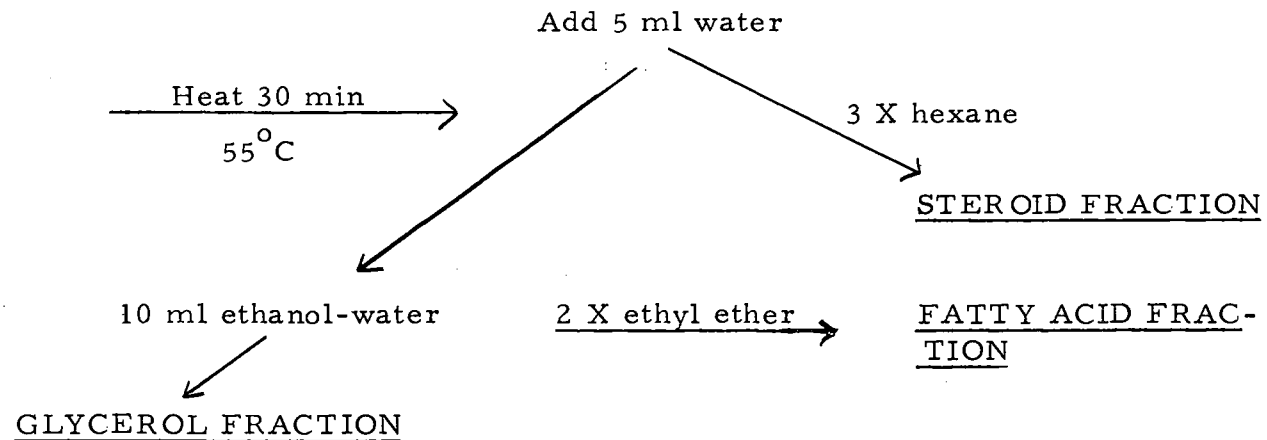 Add 5 ml water
Heat 30 min
3 X hexane
55°C
STEROID FRACTION
10 ml ethanol-water
2 X ethyl ether
FATTY ACID FRAC-
TION
GLYCEROL FRACTION